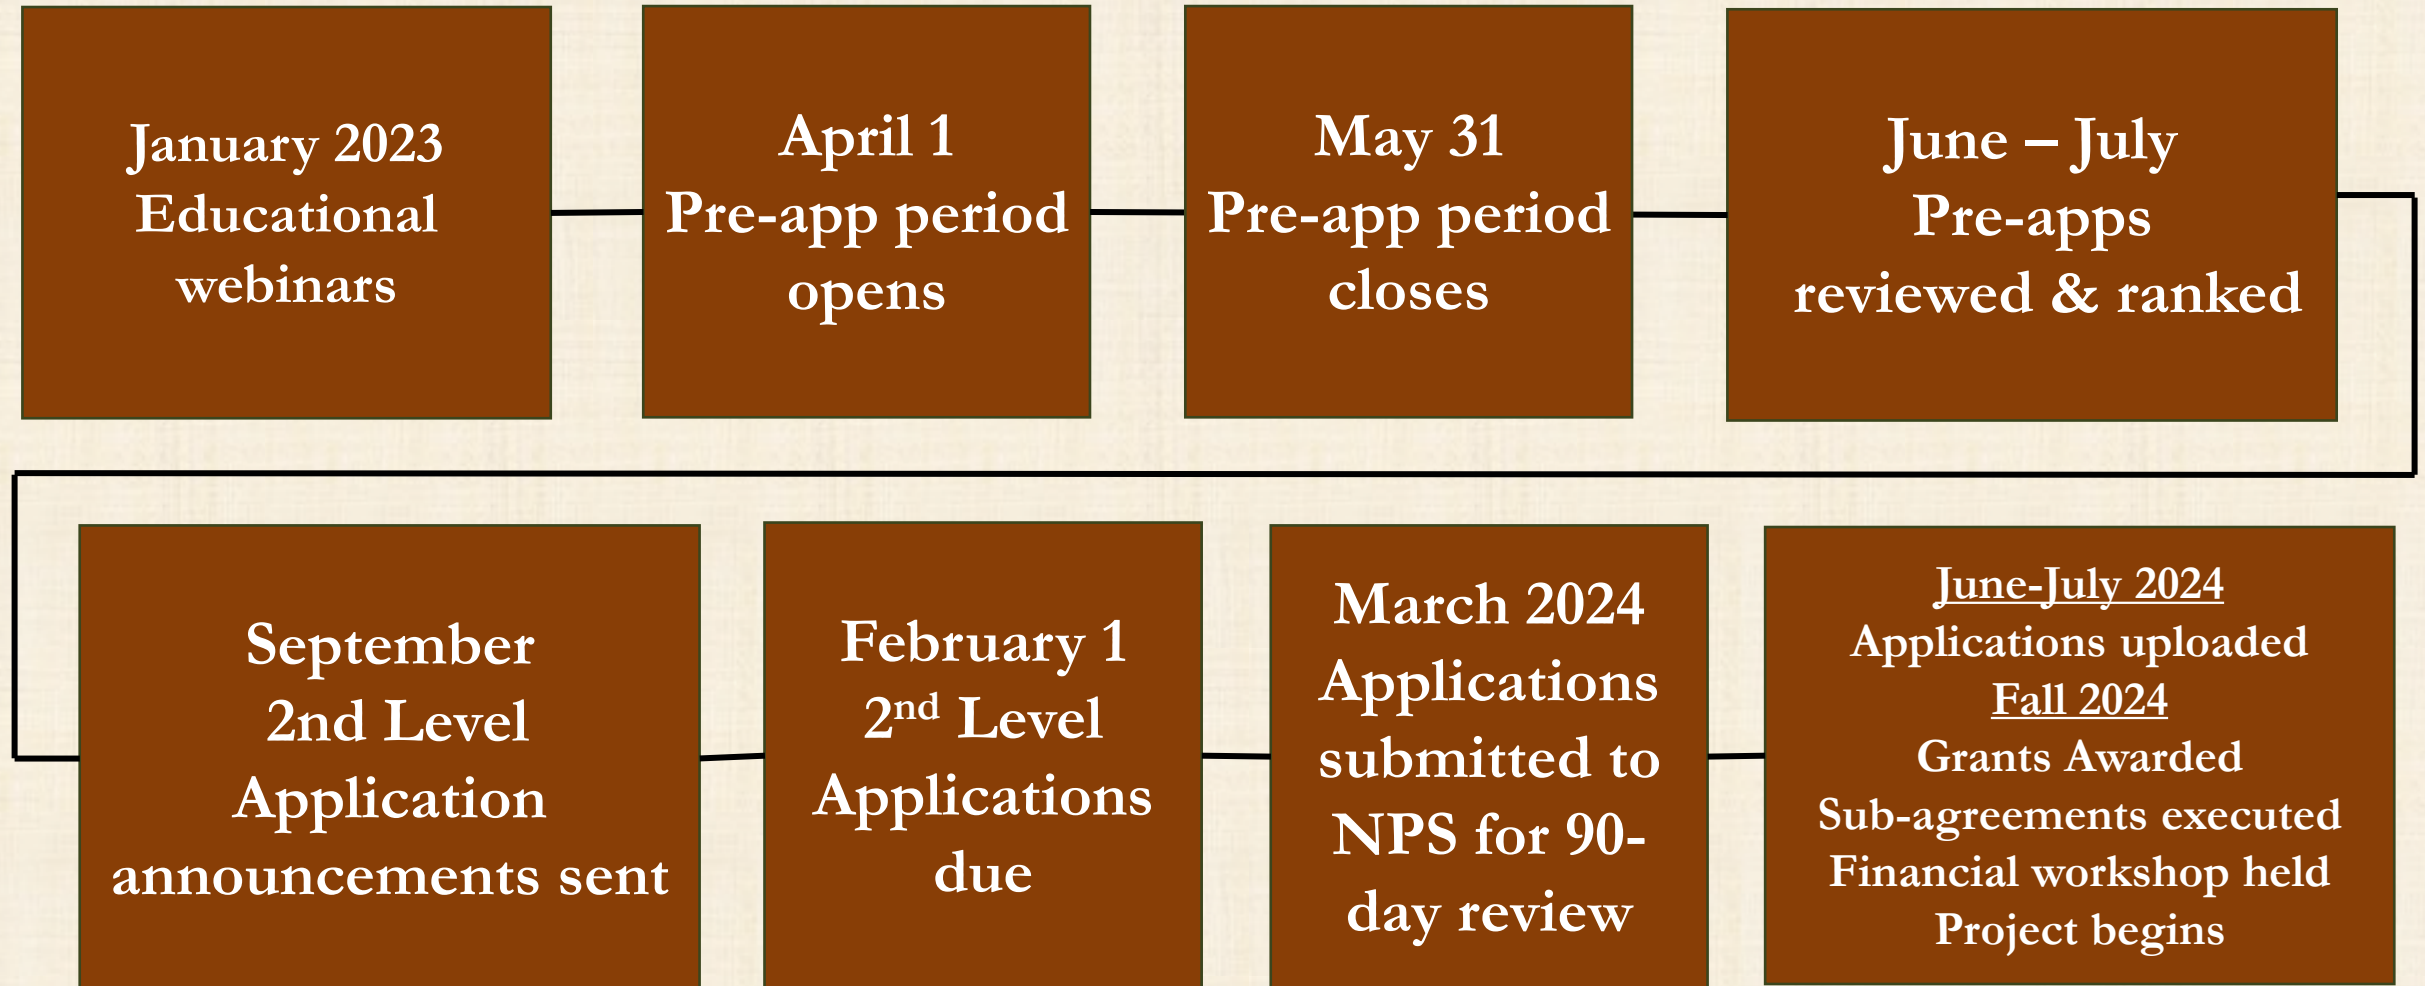 January 2023
Educational
webinars
April 1
Pre-app period
opens
May 31
Pre-app period
closes
June – July
Pre-apps
reviewed & ranked
September
2nd Level
Application
announcements sent
February 1
2nd Level
Applications
due
March 2024
Applications
submitted to
NPS for 90-
day review
June-July 2024
Applications uploaded
Fall 2024
Grants Awarded
Sub-agreements executed
Financial workshop held
Project begins